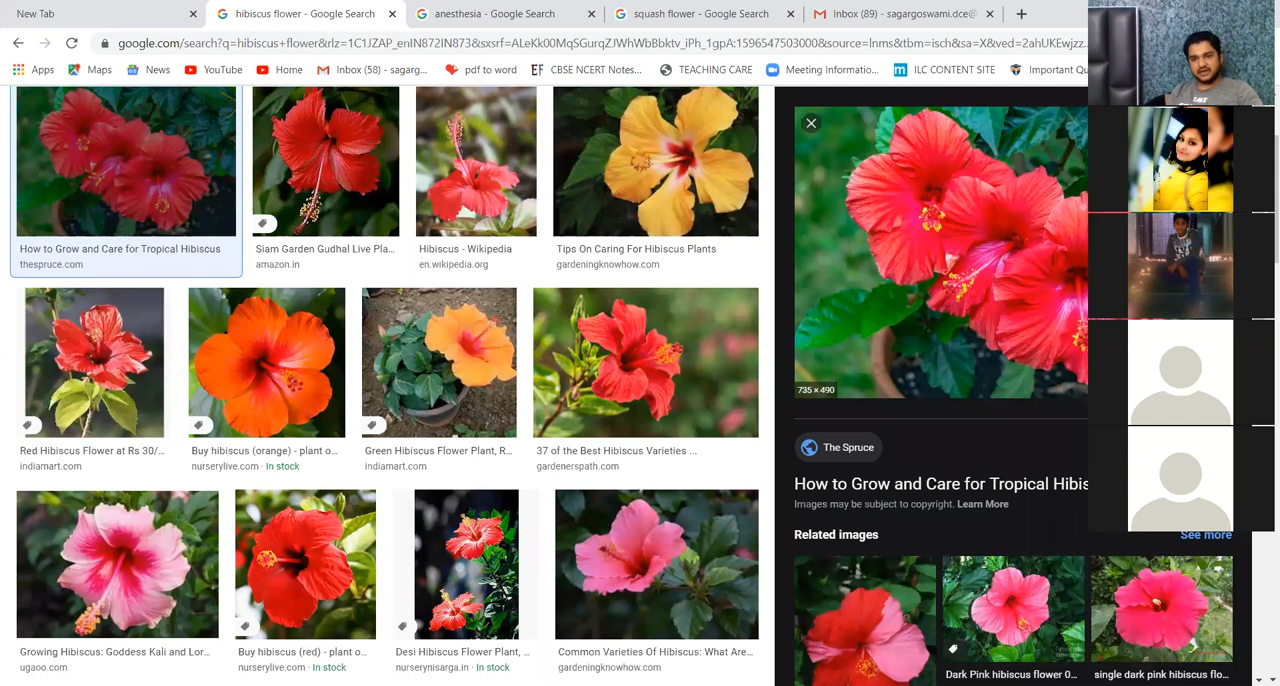 New Tab
hibiscus flower - Google Search
anesthesia - Google Search
squash flower - Google Search
Inbox (89) - sagargoswami.dce@
google.com/search?q=hibiscus+flower&rlz=1C1JZAP_enIN872IN873&sxsrf=ALeKk00MqSGurqZJWhWbBbktv_iPh_1gpA:1596547503000&source=lnms&tbm=isch&sa=X&ved=2ahUKEwjzz...
Apps
Maps
News
YouTube
Home
Inbox (58) - sagarg...
pdf to word
CBSE NCERT Notes...
TEACHING CARE
Meeting Informatio...
ILC CONTENT SITE
Important Qu
How to Grow and Care for Tropical Hibiscus
thespruce.com
Siam Garden Gudhal Live Pla...
amazon.in
Hibiscus - Wikipedia
en.wikipedia.org
Tips On Caring For Hibiscus Plants
gardeningknowhow.com
Red Hibiscus Flower at Rs 30/...
indiamart.com
Buy hibiscus (orange) - plant o...
nurserylive.com · In stock
Green Hibiscus Flower Plant, R...
indiamart.com
37 of the Best Hibiscus Varieties ...
gardenerspath.com
Growing Hibiscus: Goddess Kali and Lor...
ugaoo.com
Buy hibiscus (red) - plant o...
nurserylive.com · In stock
Desi Hibiscus Flower Plant, ...
nurserynisarga.in · In stock
Common Varieties Of Hibiscus: What Are...
gardeningknowhow.com
735 × 490
The Spruce
How to Grow and Care for Tropical Hibis
Images may be subject to copyright. Learn More
Related images
See more
Dark Pink hibiscus flower 0...
single dark pink hibiscus flo...